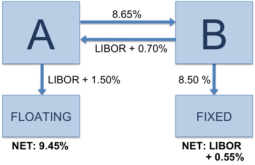 8.65%
A
B
LIBOR + 0.70%
LIBOR + 1.50%
8.50 %
FLOATING
FIXED
NET: 9.45%
NET: LIBOR
+ 0.55%